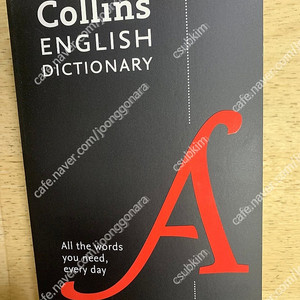 Collins
ENGLISH
DICTIONARY
A
All the words
you need,
every day
cafe.naver.com/joonggonara
csubkim